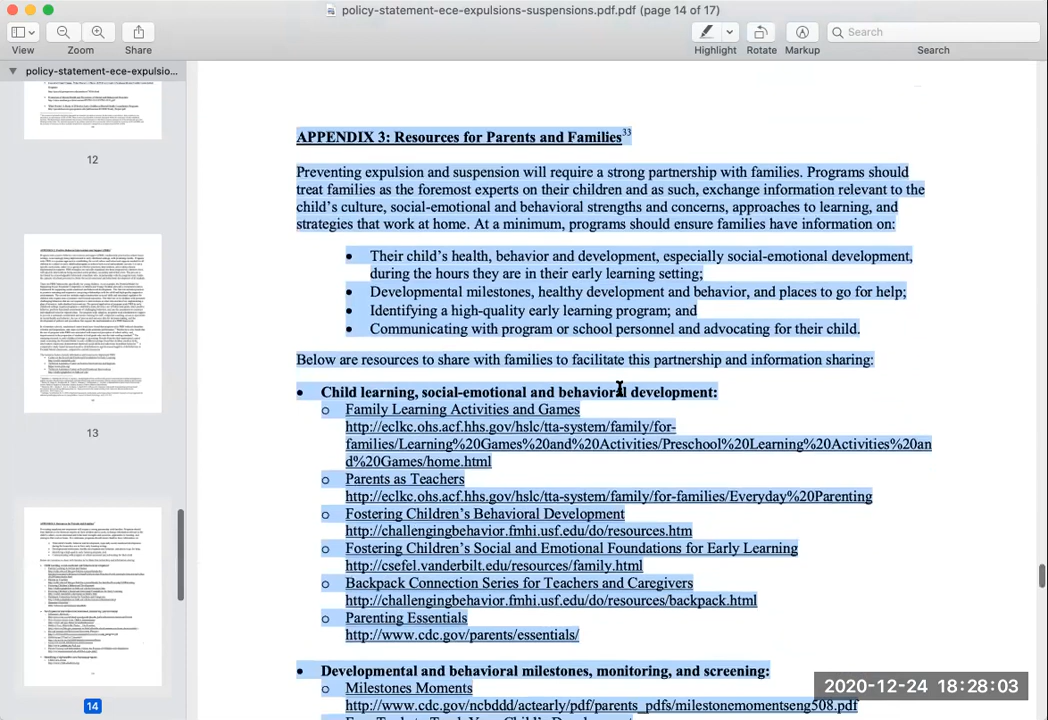 policy-statement-ece-expulsions-suspensions.pdf.pdf (page 14 of 17)
View
Zoom
Share
Highlight
Rotate
Markup
Search
Search
policy-statement-ece-expulsio...
12
13
14
APPENDIX 3: Resources for Parents and Families33
Preventing expulsion and suspension will require a strong partnership with families. Programs should
treat families as the foremost experts on their children and as such, exchange information relevant to the
child's culture, social-emotional and behavioral strengths and concerns, approaches to learning, and
strategies that work at home. At a minimum, programs should ensure families have information on:
• Their child's health, behavior and development, especially social-emotional development,
during the hours they are in their early learning setting;
• Developmental milestones, early development and behavior, and places to go for help;
• Identifying a high-quality early learning program; and
• Communicating with program or school personnel and advocating for their child.
Below are resources to share with families to facilitate this partnership and information sharing:
• Child learning, social-emotional and behavioral development:
o Family Learning Activities and Games
http://eclkc.ohs.acf.hhs.gov/hslc/tta-system/family/for-
families/Learning%20Games%20and%20Activities/Preschool%20Learning%20Activities%20an
d%20Games/home.html
o Parents as Teachers
http://eclkc.ohs.acf.hhs.gov/hslc/tta-system/family/for-families/Everyday%20Parenting
o Fostering Children's Behavioral Development
http://challengingbehavior.fmhi.usf.edu/do/resources.htm
o Fostering Children's Social and Emotional Foundations for Early Learning
http://csefel.vanderbilt.edu/resources/family.html
o Backpack Connection Series for Teachers and Caregivers
http://challengingbehavior.fmhi.usf.edu/do/resources/backpack.html
o Parenting Essentials
http://www.cdc.gov/parents/essentials/
• Developmental and behavioral milestones, monitoring, and screening:
o Milestones Moments
http://www.cdc.gov/ncbddd/actearly/pdf/parents_pdfs/milestonemomentseng508.pdf
2020-12-24 18:28:03